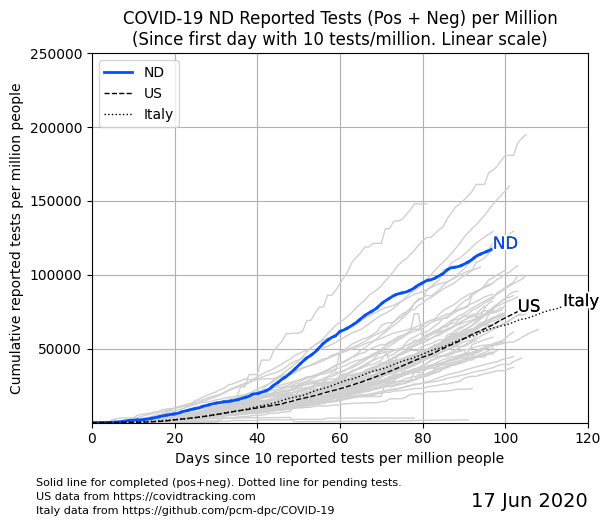 COVID-19 ND Reported Tests (Pos + Neg) per Million
(Since first day with 10 tests/million. Linear scale)
Cumulative reported tests per million people
250000
200000
150000
100000
50000
ND
US
Italy
ND
US
Italy
0
20
40
60
80
100
120
Days since 10 reported tests per million people
Solid line for completed (pos+neg). Dotted line for pending tests.
US data from https://covidtracking.com
Italy data from https://github.com/pcm-dpc/COVID-19
17 Jun 2020